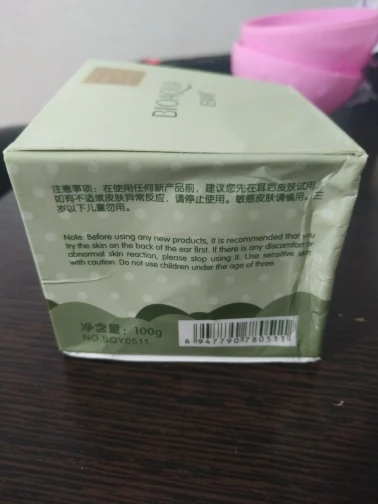 BIOAQUA
注意事项：在使用任何新产品前，建议您先在耳后皮肤试用，
如有不适或皮肤异常反应，请停止使用。敏感皮肤请慎用。三
岁以下儿童勿用。
Note. Before using any new products, it is recommended that you
try the skin on the back of the ear first. If there is any discomfort or
abnormal skin reaction, please stop using it. Use sensitive skin
with caution. Do not use children under the age of three.
净含量：100g
NO.BQY0511
6 947790 780511